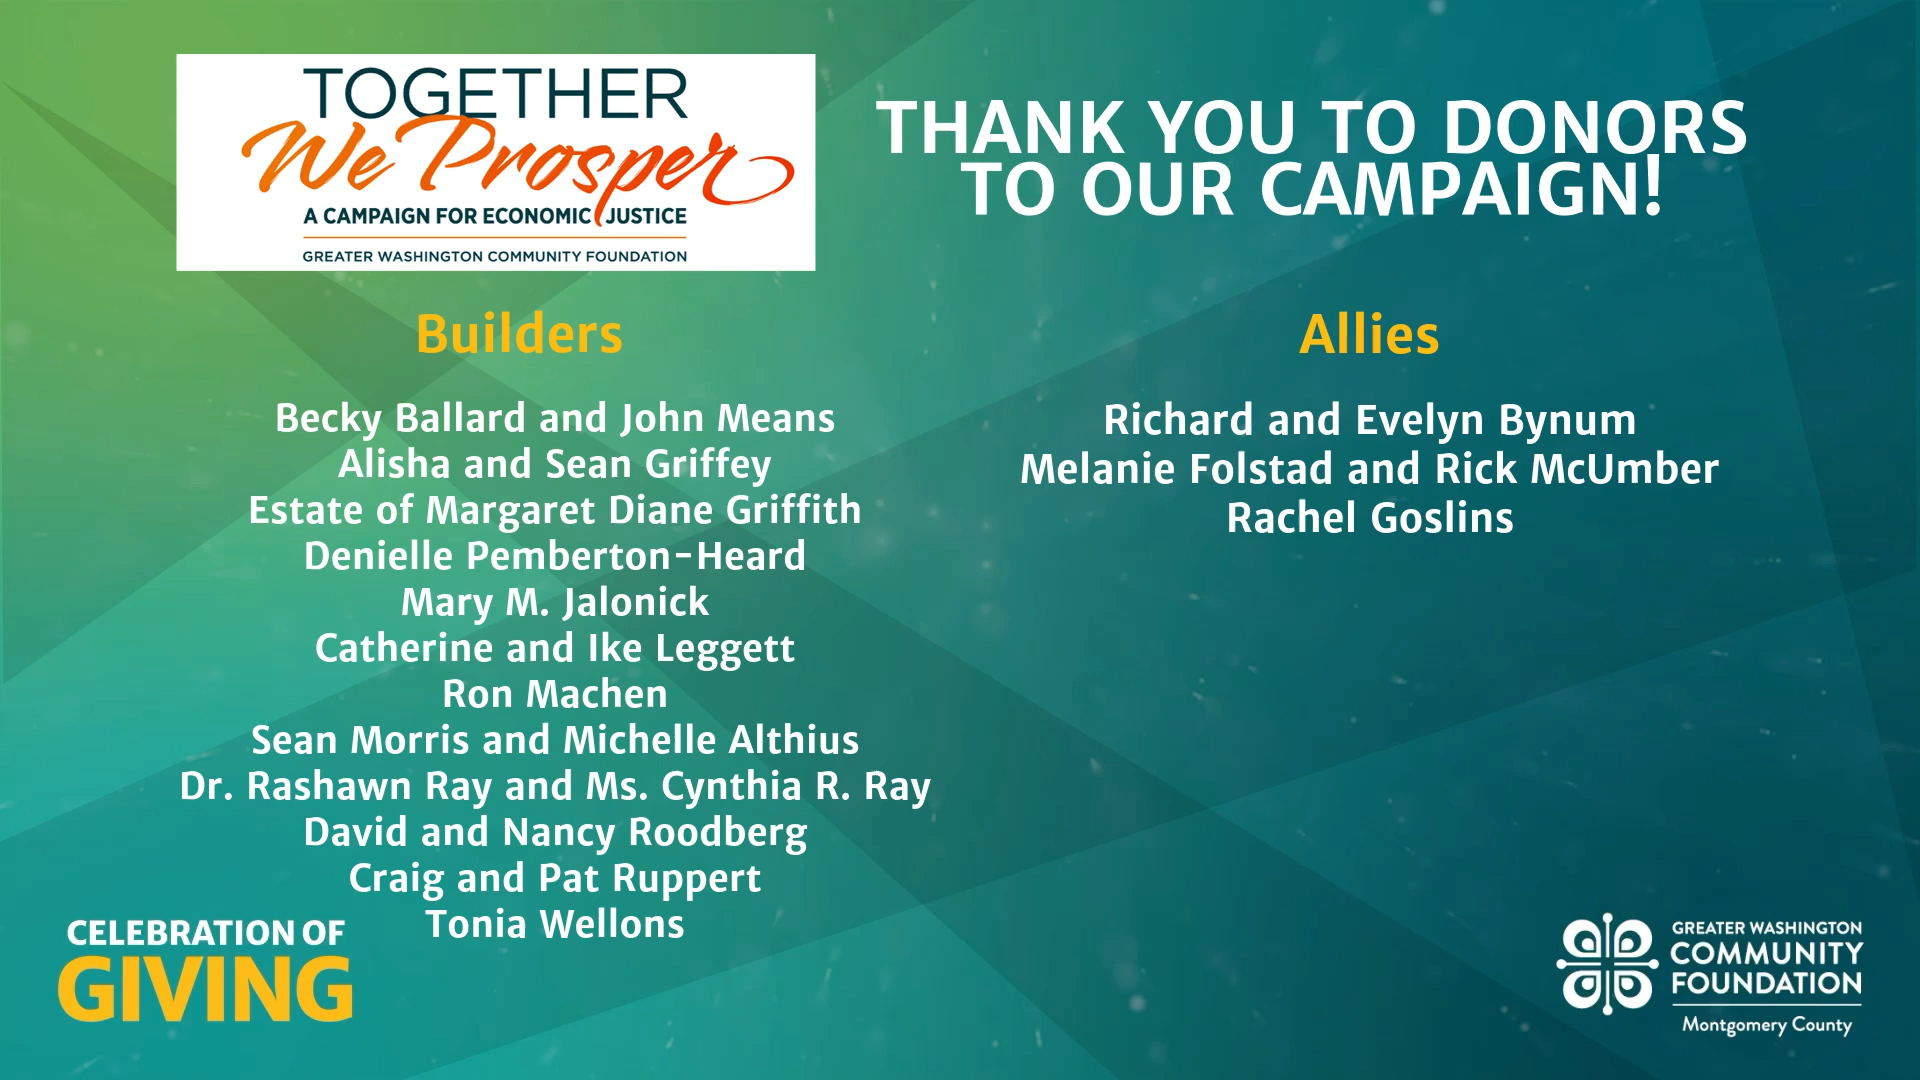 TOGETHER
We Prosper
A CAMPAIGN FOR ECONOMIC JUSTICE
GREATER WASHINGTON COMMUNITY FOUNDATION
THANK YOU TO DONORS
TO OUR CAMPAIGN!
Builders
Becky Ballard and John Means
Alisha and Sean Griffey
Estate of Margaret Diane Griffith
Denielle Pemberton-Heard
Mary M. Jalonick
Catherine and Ike Leggett
Ron Machen
Sean Morris and Michelle Althius
Dr. Rashawn Ray and Ms. Cynthia R. Ray
David and Nancy Roodberg
Craig and Pat Ruppert
Tonia Wellons
Allies
Richard and Evelyn Bynum
Melanie Folstad and Rick McUmber
Rachel Goslins
CELEBRATION OF
GIVING
GREATER WASHINGTON
COMMUNITY
FOUNDATION
Montgomery County